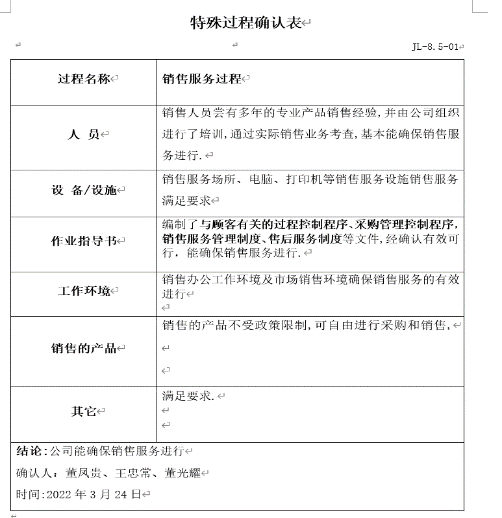 特殊过程确认表
JL-8.5-01
过程名称
销售服务过程
人 员
销售人员尝有多年的专业产品销售经验,并由公司组织
进行了培训,通过实际销售业务考查,基本能确保销售服
务进行.
设 备/设施
销售服务场所、电脑、打印机等销售服务设施销售服务
满足要求
作业指导书
编制了与顾客有关的过程控制程序、采购管理控制程序,
销售服务管理制度、售后服务制度等文件,经确认有效可
行，能确保销售服务进行.
工作环境
销售办公工作环境及市场销售环境确保销售服务的有效
进行
销售的产品
销售的产品不受政策限制,可自由进行采购和销售,
其它
满足要求.
结论:公司能确保销售服务进行
确认人：董凤贵、王忠常、董光耀
时间:2022 年 3 月 24 日